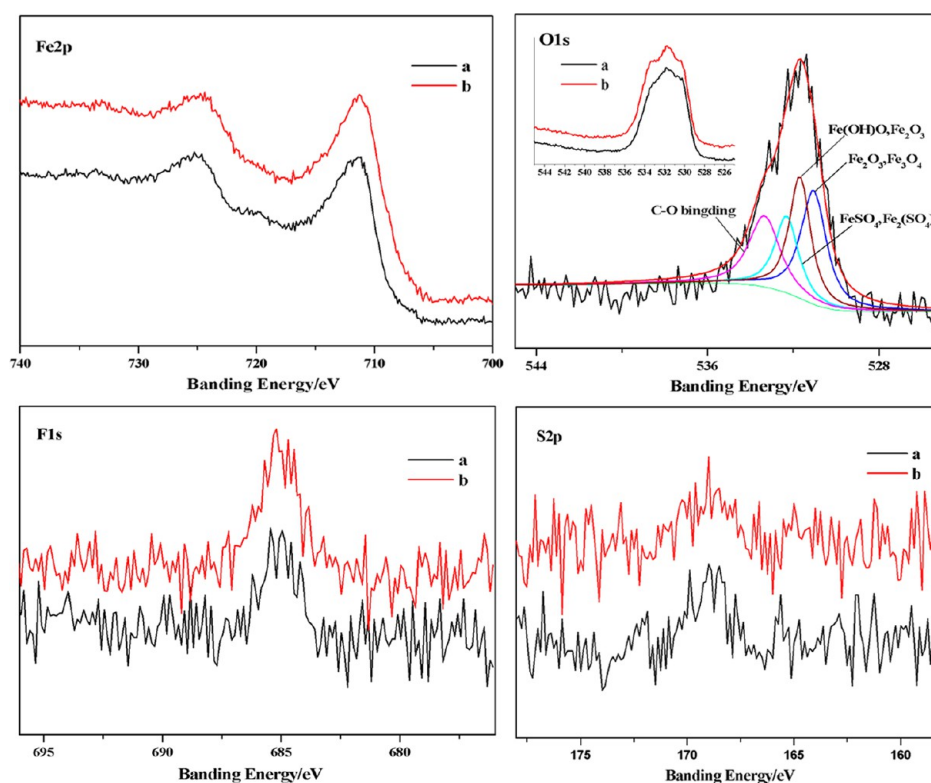 Fe2p
a
b
740
730
720
710
700
Banding Energy/eV
O1s
a
b
544 542 540 538 536 534 532 530 528 526
Fe(OH)O,Fe2O3
Fe2O3,Fe3O4
C-O bingding
FeSO4,Fe2(SO4
544
536
528
Banding Energy/eV
F1s
a
b
695
690
685
680
Banding Energy/eV
S2p
a
b
175
170
165
160
Banding Energy/eV